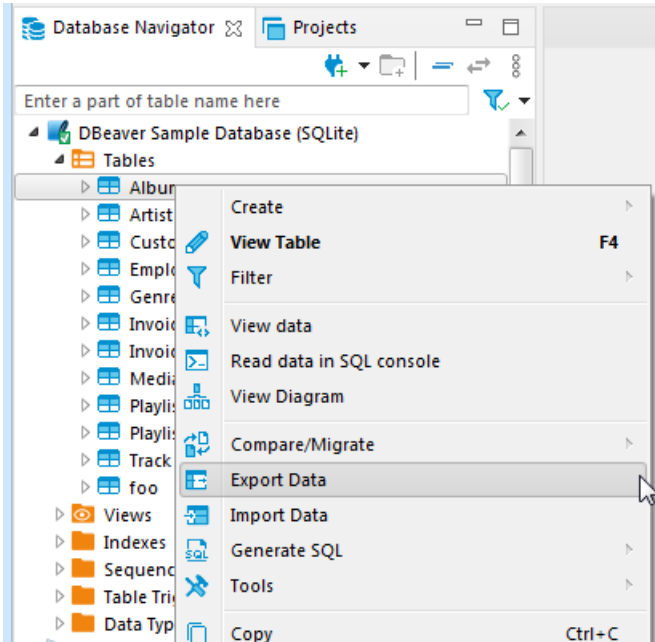 Database Navigator Projects
Enter a part of table name here
DBeaver Sample Database (SQLite)
Tables
Album
Artist
Create
View Table F4
Filter
View data
Read data in SQL console
View Diagram
Compare/Migrate
Track
Export Data
foo
Import Data
Views
Indexes
Generate SQL
Tools
Copy Ctrl+C